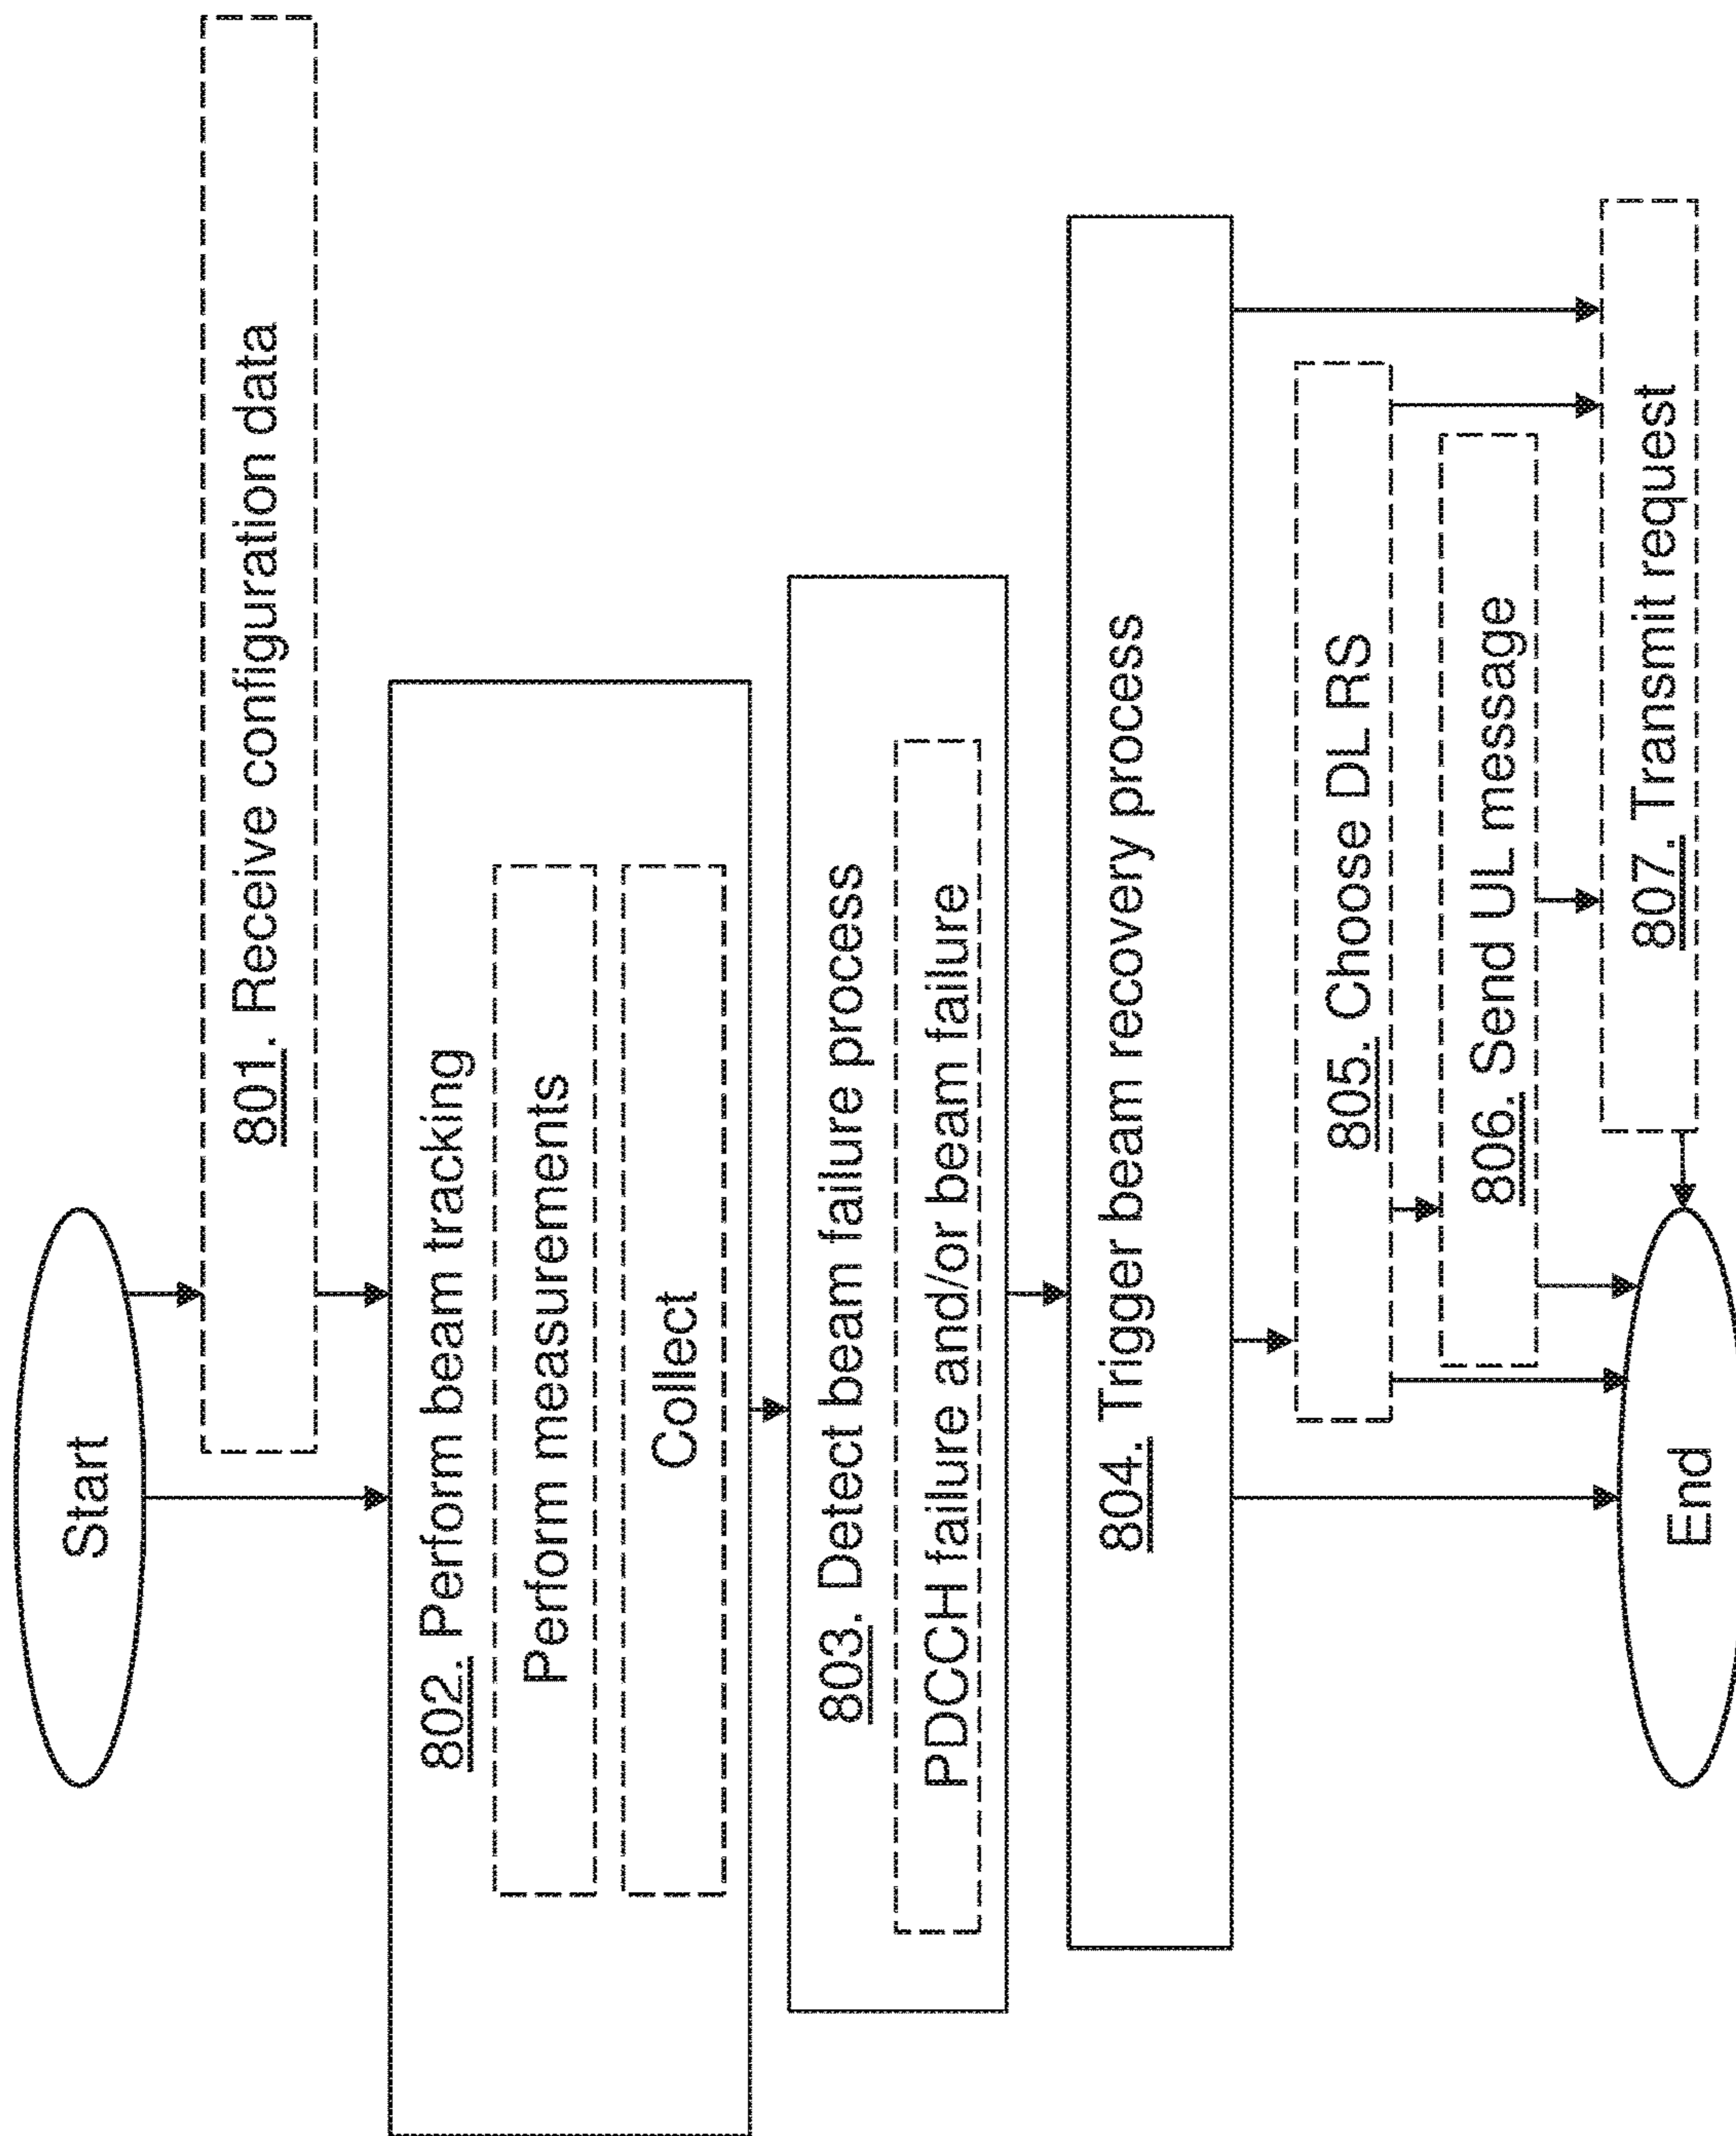 Start
801. Receive configuration data
802. Perform beam tracking
Perform measurements
Collect
803. Detect beam failure process
PDCCH failure and/or beam failure
804. Trigger beam recovery process
805. Choose DL RS
806. Send UL message
807. Transmit request
End